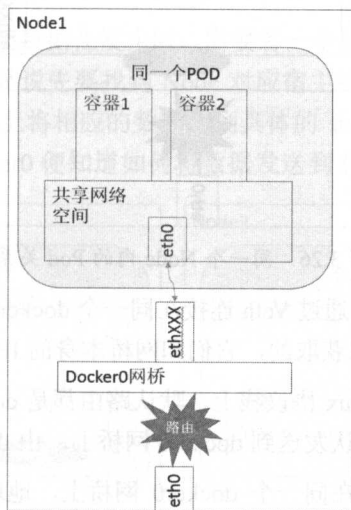 Node1
同一个POD
容器1
容器2
共享网络
空间
eth0
ethXXX
Docker0网桥
路由
eth0